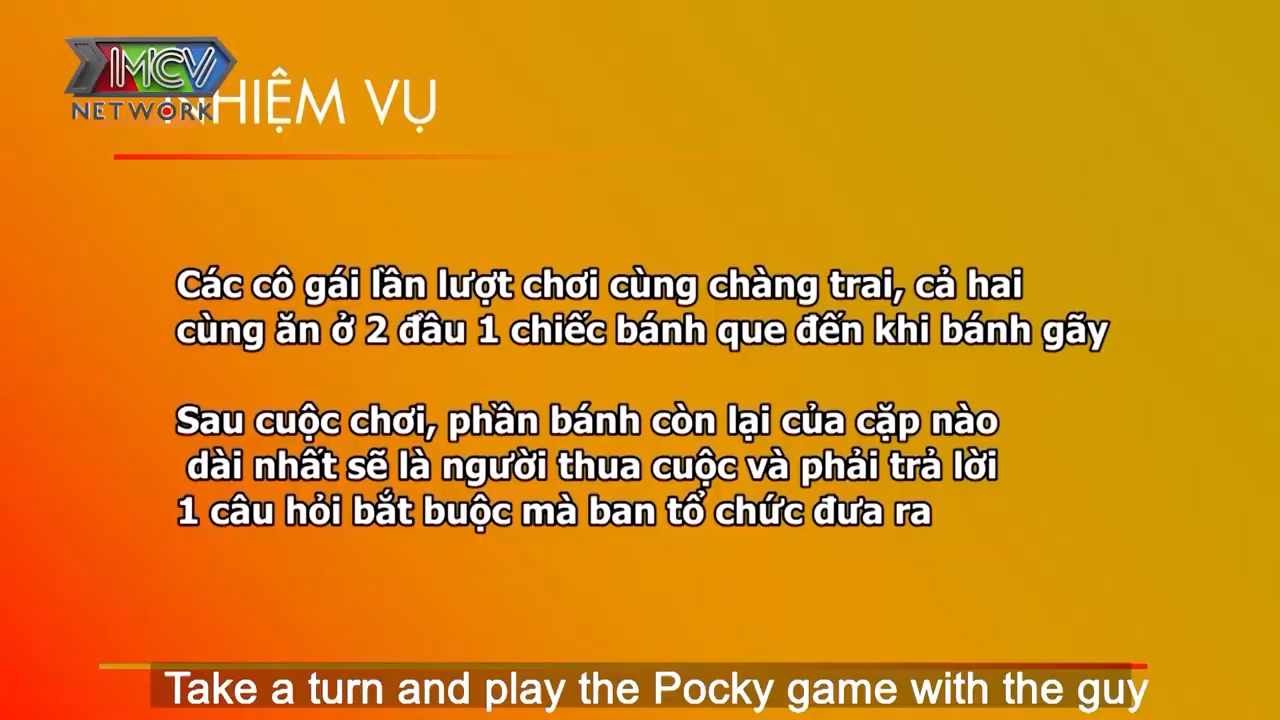 MCV
NETWORK
NHIỆM VỤ
Các cô gái lần lượt chơi cùng chàng trai, cả hai
cùng ăn ở 2 đầu 1 chiếc bánh que đến khi bánh gãy
Sau cuộc chơi, phần bánh còn lại của cặp nào
dài nhất sẽ là người thua cuộc và phải trả lời
1 câu hỏi bắt buộc mà ban tổ chức đưa ra
Take a turn and play the Pocky game with the guy